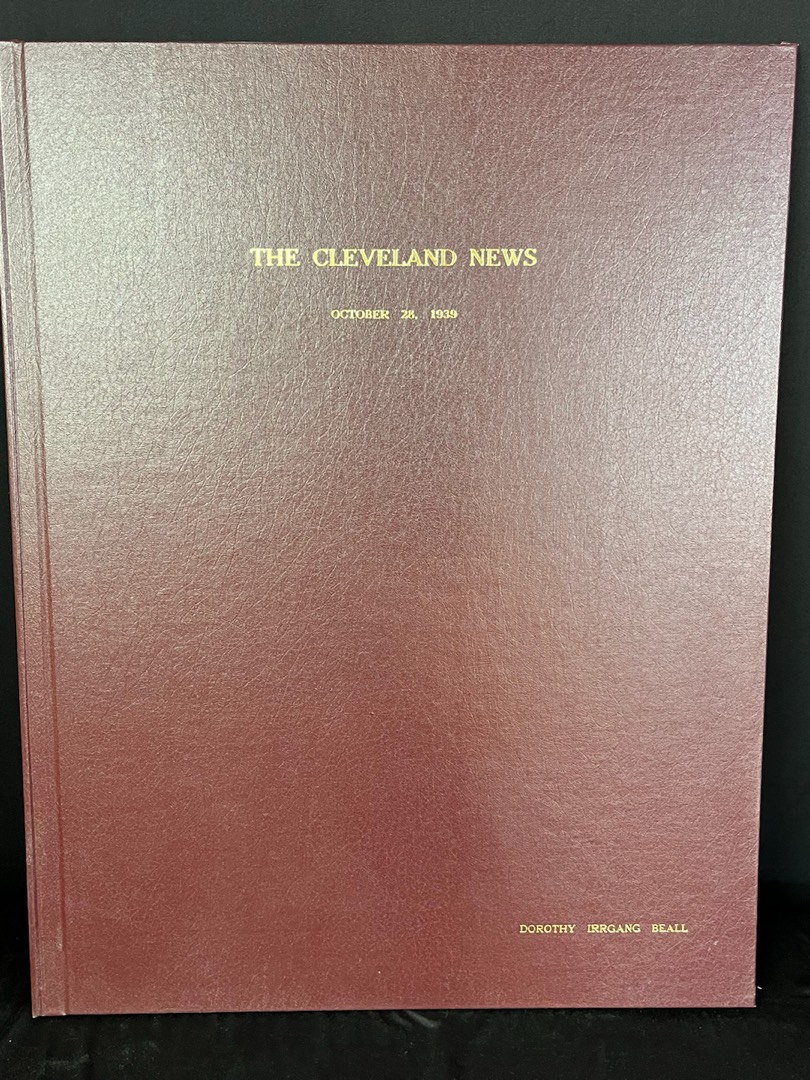 THE CLEVELAND NEWS
OCTOBER 28, 1939
DOROTHY IRRGANG BEALL